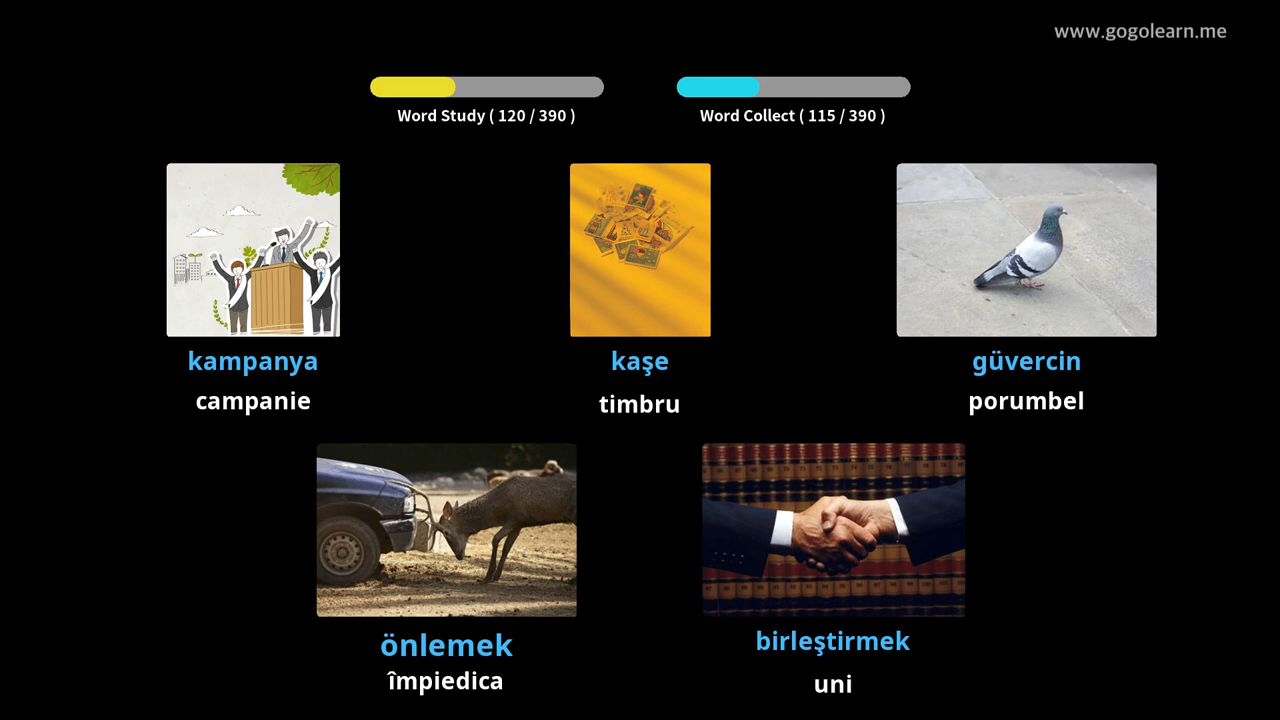 www.gogolearn.me
Word Study ( 120 / 390 )
Word Collect ( 115 / 390 )
kampanya
campanie
kaşe
timbru
güvercin
porumbel
önlemek
împiedica
birleştirmek
uni